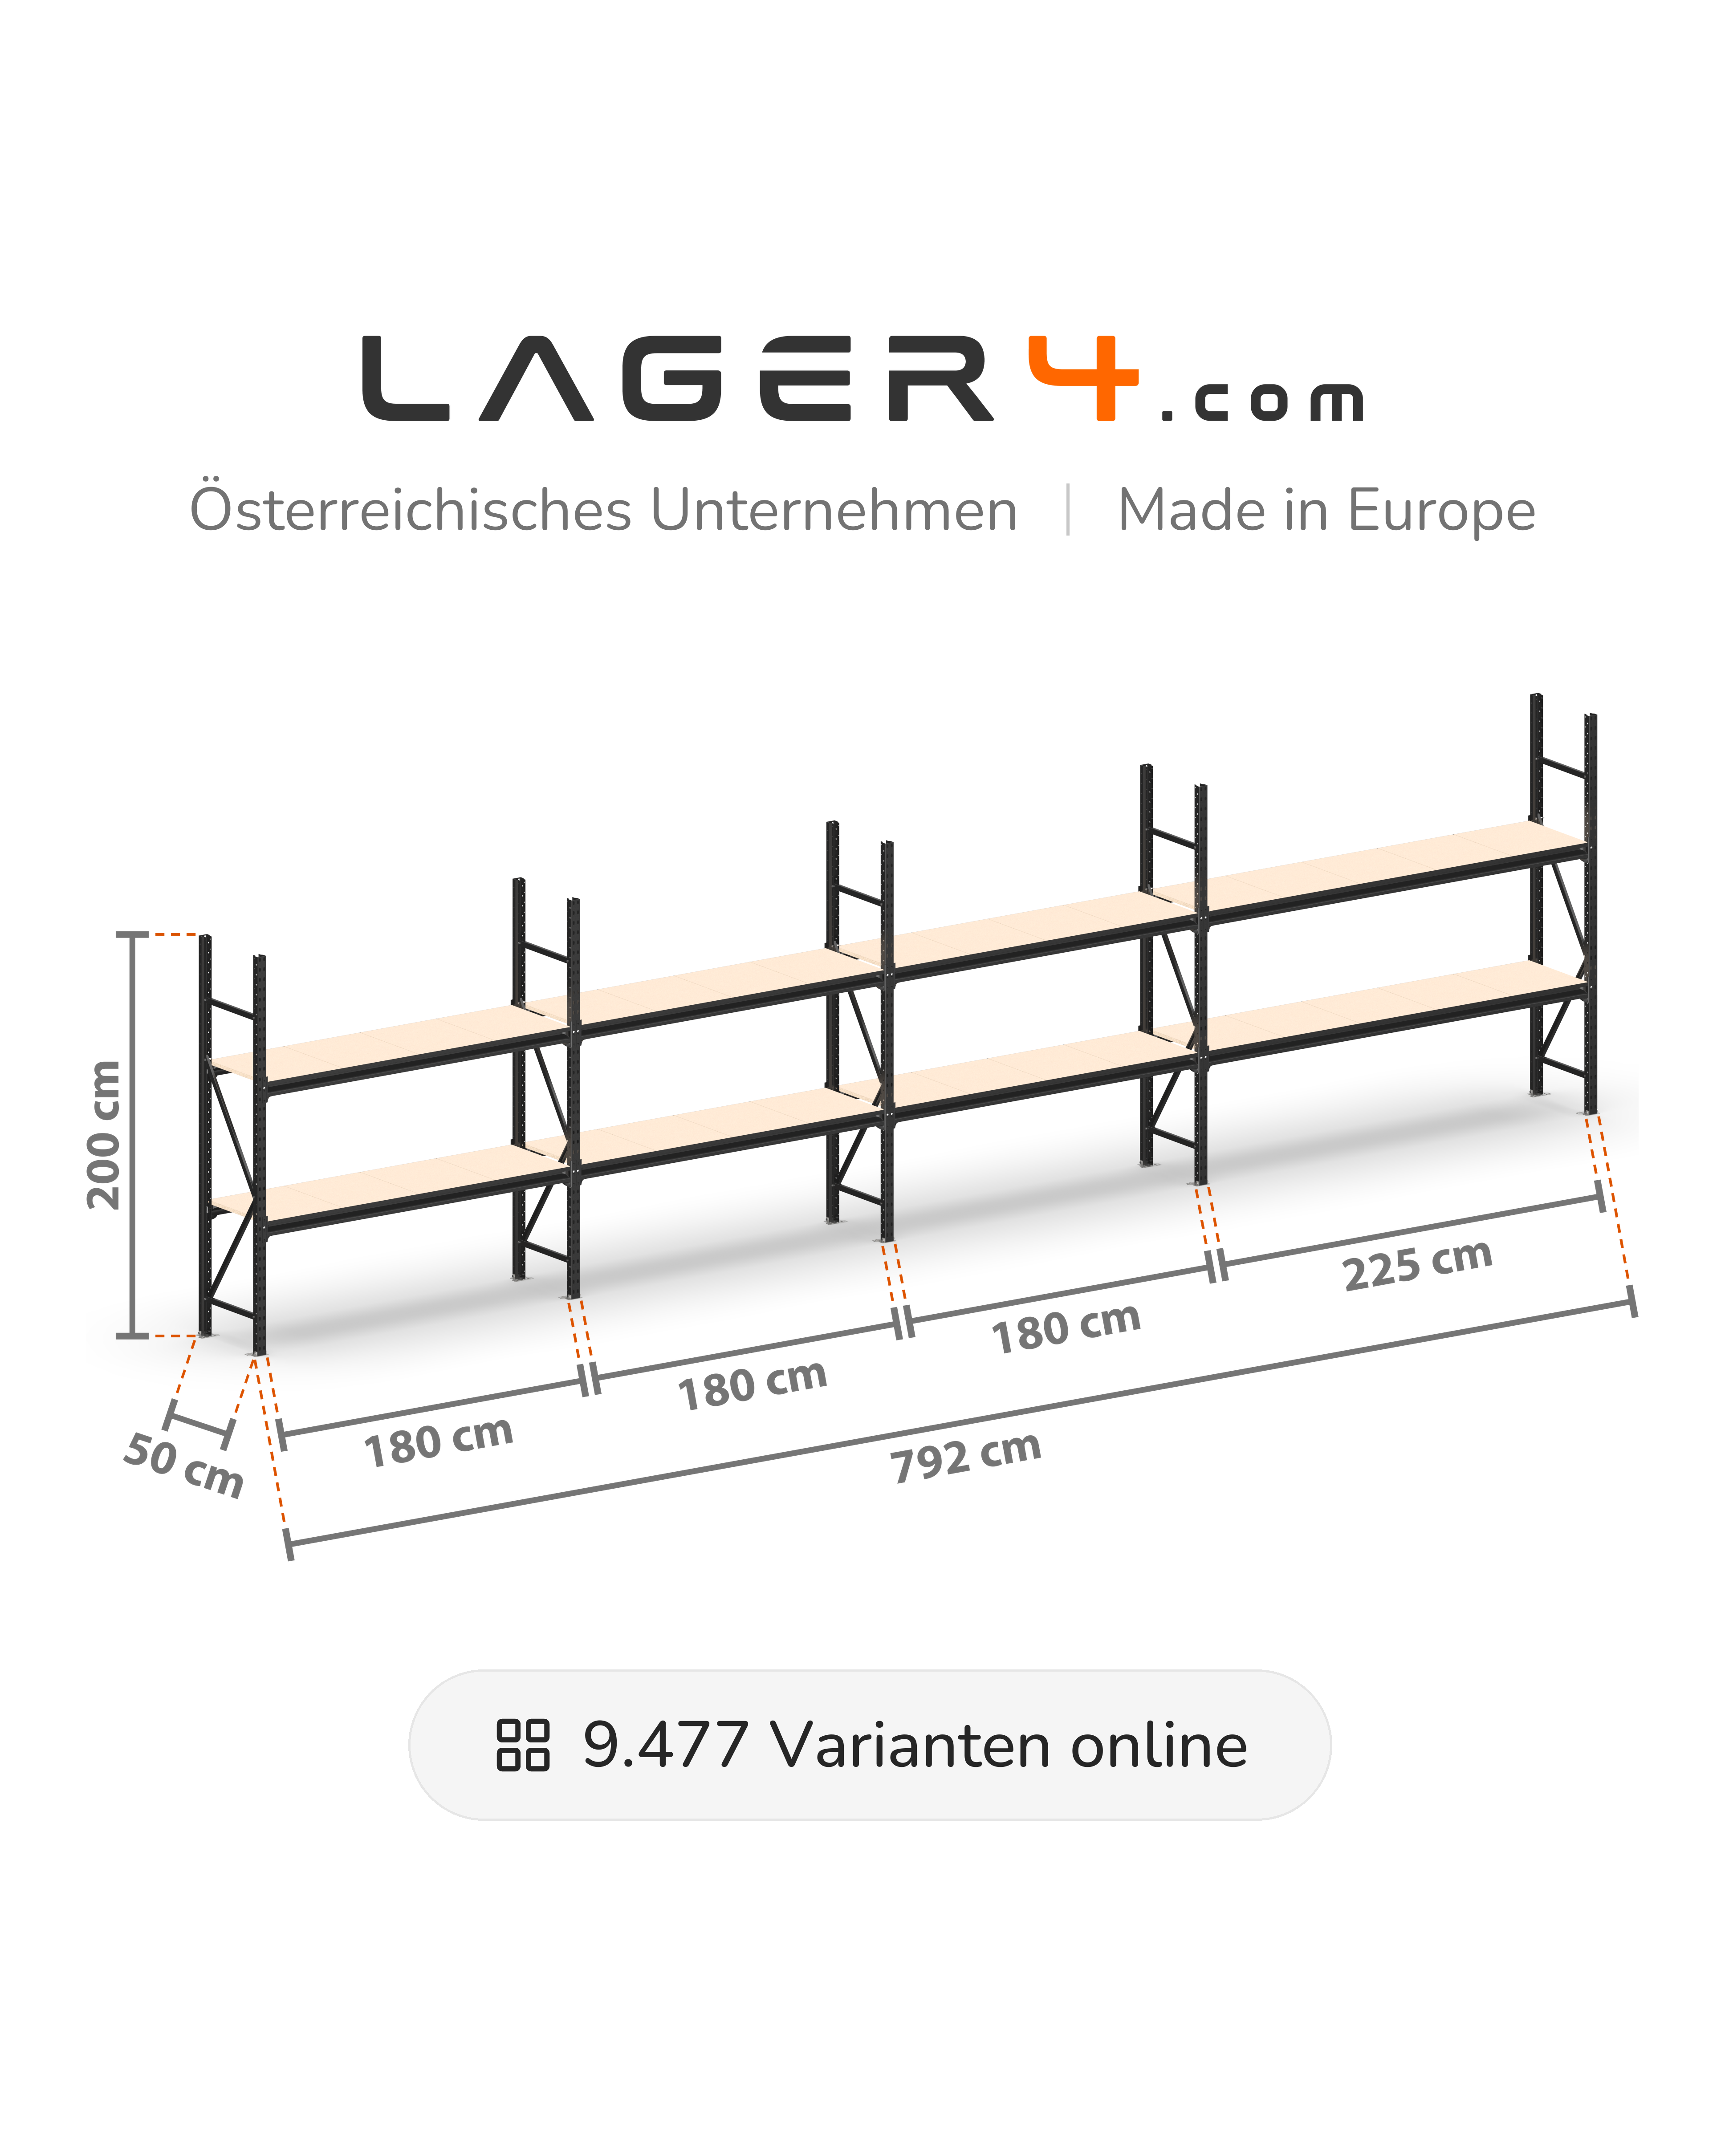 LAGER4.com
Österreichisches Unternehmen | Made in Europe
200 cm
50 cm
180 cm
180 cm
180 cm
225 cm
792 cm
9.477 Varianten online